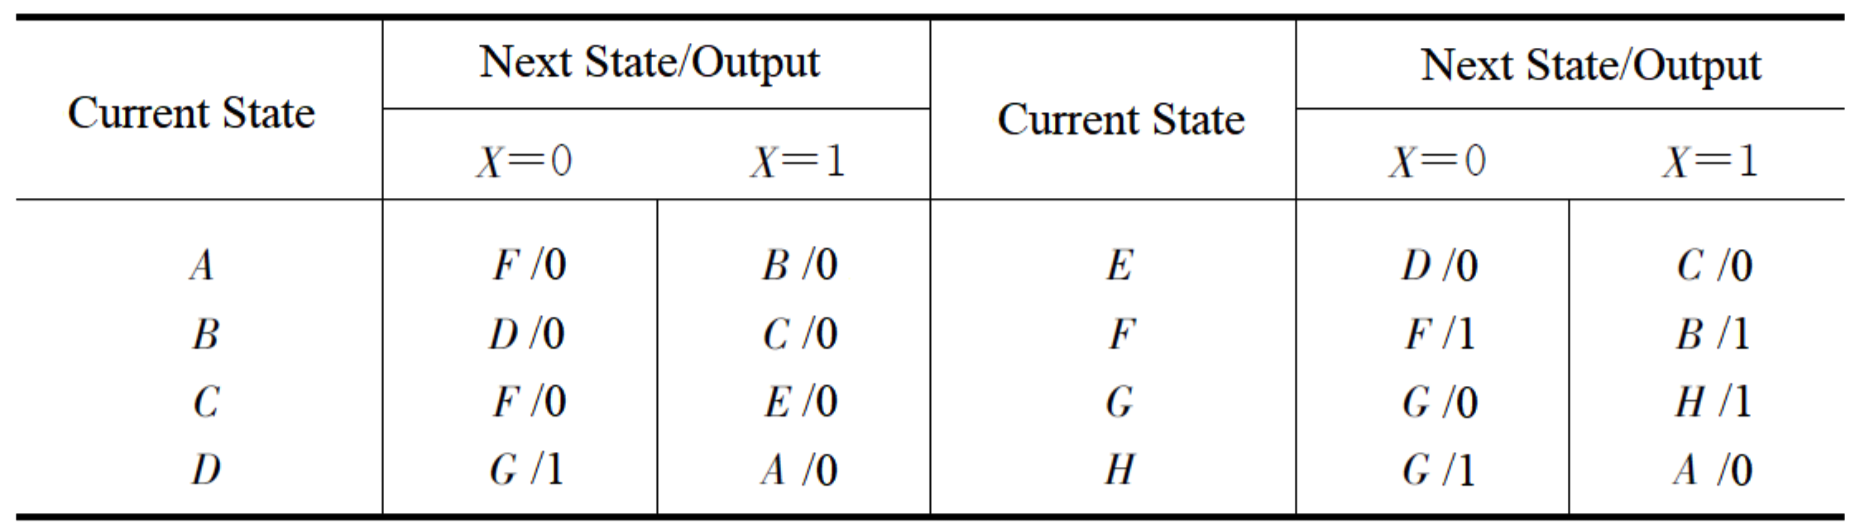 Current State Next State/Output Current State Next State/Output
X=0 X=1 X=0 X=1
A F/0 B/0 E D/0 C/0
B D/0 C/0 F F/1 B/1
C F/0 E/0 G G/0 H/1
D G/1 A/0 H G/1 A/0